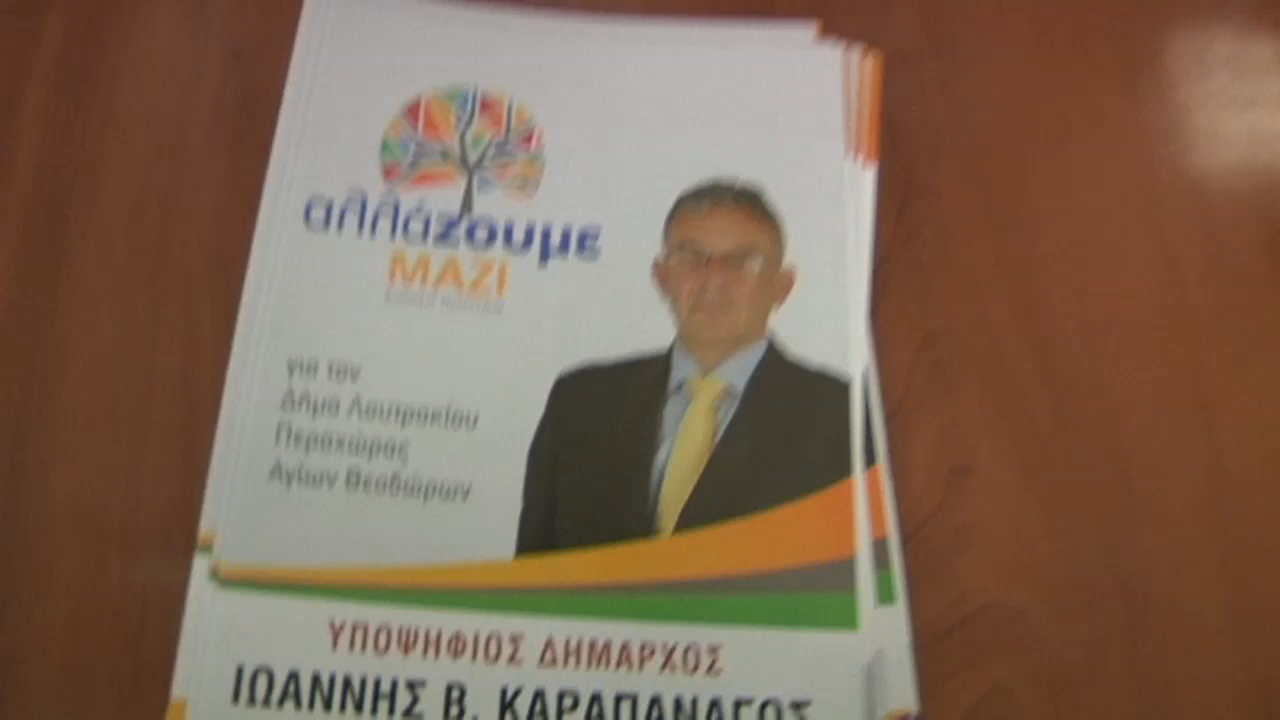 αλλάζουμε
ΜΑΖΙ
για τον
Δήμο Λουτρακίου
Περαχώρας
Αγίων Θεοδώρων
ΥΠΟΨΗΦΙΟΣ ΔΗΜΑΡΧΟΣ
ΙΩΑΝΝΗΣ Β. ΚΑΡΑΠΑΝΑΓΟΣ